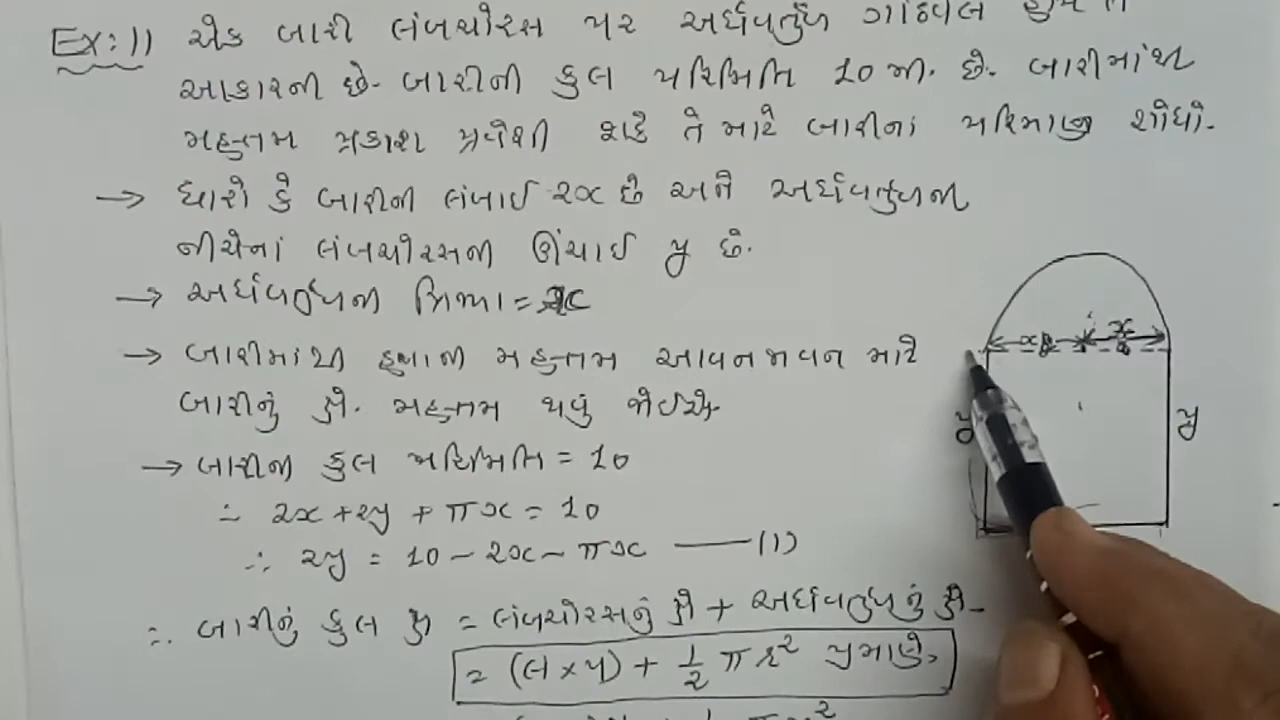 Ex:11 એક બારી લંબચોરસ પર અર્ધવર્તુળ ગોઠવેલ
આકારની છે. બારીની કુલ પરિમિતિ 10 મી. છે. બારીમાંથી
મહત્તમ પ્રકાશ પ્રવેશી શકે તે માટે બારીનાં પરિમાણ શોધો.
→ ધારો કે બારીની લંબાઈ 2x છે અને અર્ધવર્તુળની
નીચેનાં લંબચોરસની ઊંચાઈ y છે.
→ અર્ધવર્તુળની ત્રિજ્યા = x
→ બારીમાંથી હવાની મહત્તમ આવનજાવન માટે
બારીનું ક્ષે. મહત્તમ થવું જોઈએ.
→ બારીની કુલ પરિમિતિ = 10
∴ 2x + 2y + πx = 10
∴ 2y = 10 - 2x - πx —— (1)
∴ બારીનું કુલ ક્ષે = લંબચોરસનું ક્ષે + અર્ધવર્તુળનું ક્ષે.
= (લ × પ) + 1/2 πr² પ્રમાણે,
x x
y y